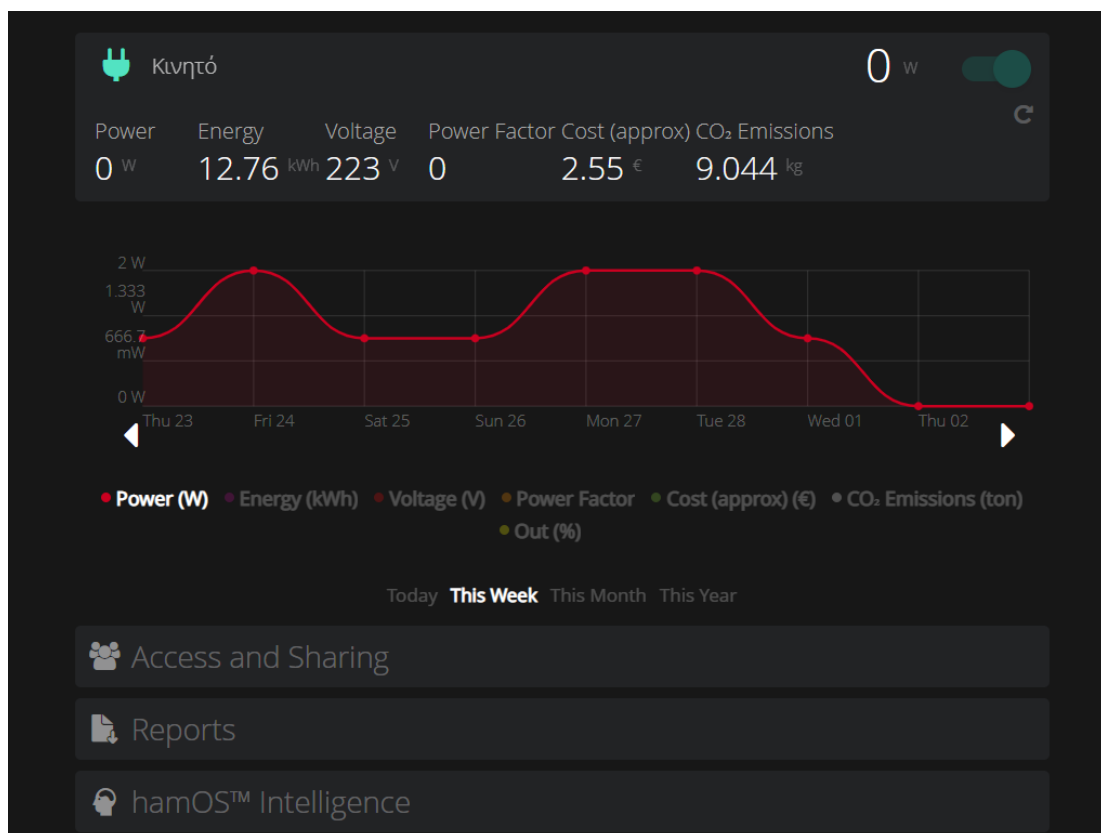 Κινητό 0 W
Power Energy Voltage Power Factor Cost (approx) CO₂ Emissions
0 W 12.76 kWh 223 V 0 2.55 € 9.044 kg
2 W
1.333
W
666.7
mW
0 W
Thu 23 Fri 24 Sat 25 Sun 26 Mon 27 Tue 28 Wed 01 Thu 02
Power (W) Energy (kWh) Voltage (V) Power Factor Cost (approx) (€) CO₂ Emissions (ton)
Out (%)
Today This Week This Month This Year
Access and Sharing
Reports
hamOS™ Intelligence